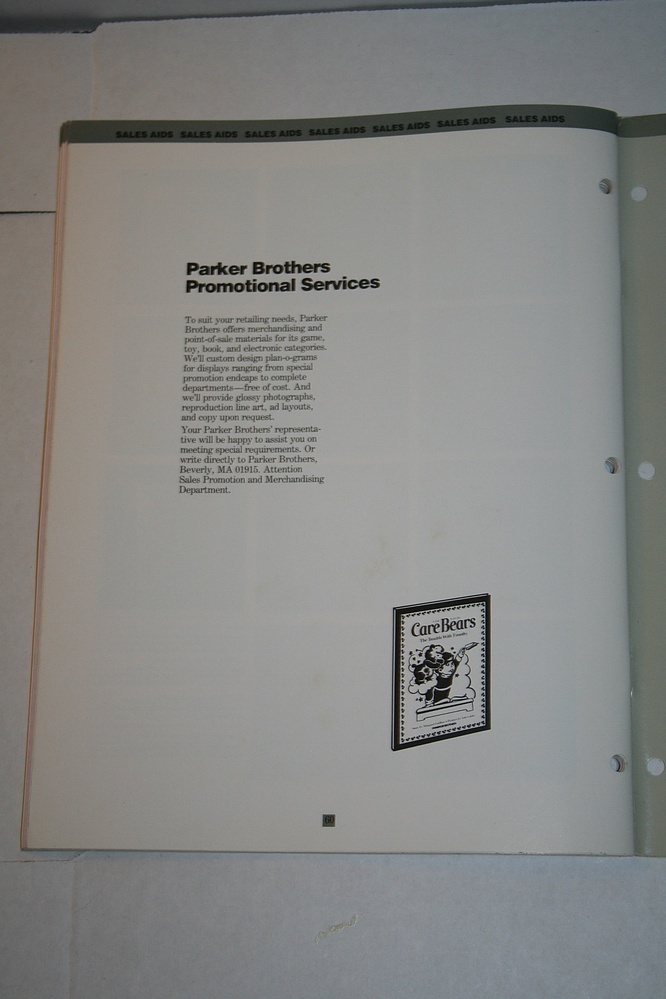 SALES AIDS SALES AIDS SALES AIDS SALES AIDS SALES AIDS SALES AIDS SALES AIDS
Parker Brothers
Promotional Services
To suit your retailing needs, Parker
Brothers offers merchandising and
point-of-sale materials for its game,
toy, book, and electronic categories.
We'll custom design plan-o-grams
for displays ranging from special
promotion endcaps to complete
departments—free of cost. And
we'll provide glossy photographs,
reproduction line art, ad layouts,
and copy upon request.
Your Parker Brothers' representa-
tive will be happy to assist you on
meeting special requirements. Or
write directly to Parker Brothers,
Beverly, MA 01915. Attention
Sales Promotion and Merchandising
Department.
Care Bears
The Trouble With Timothy
60